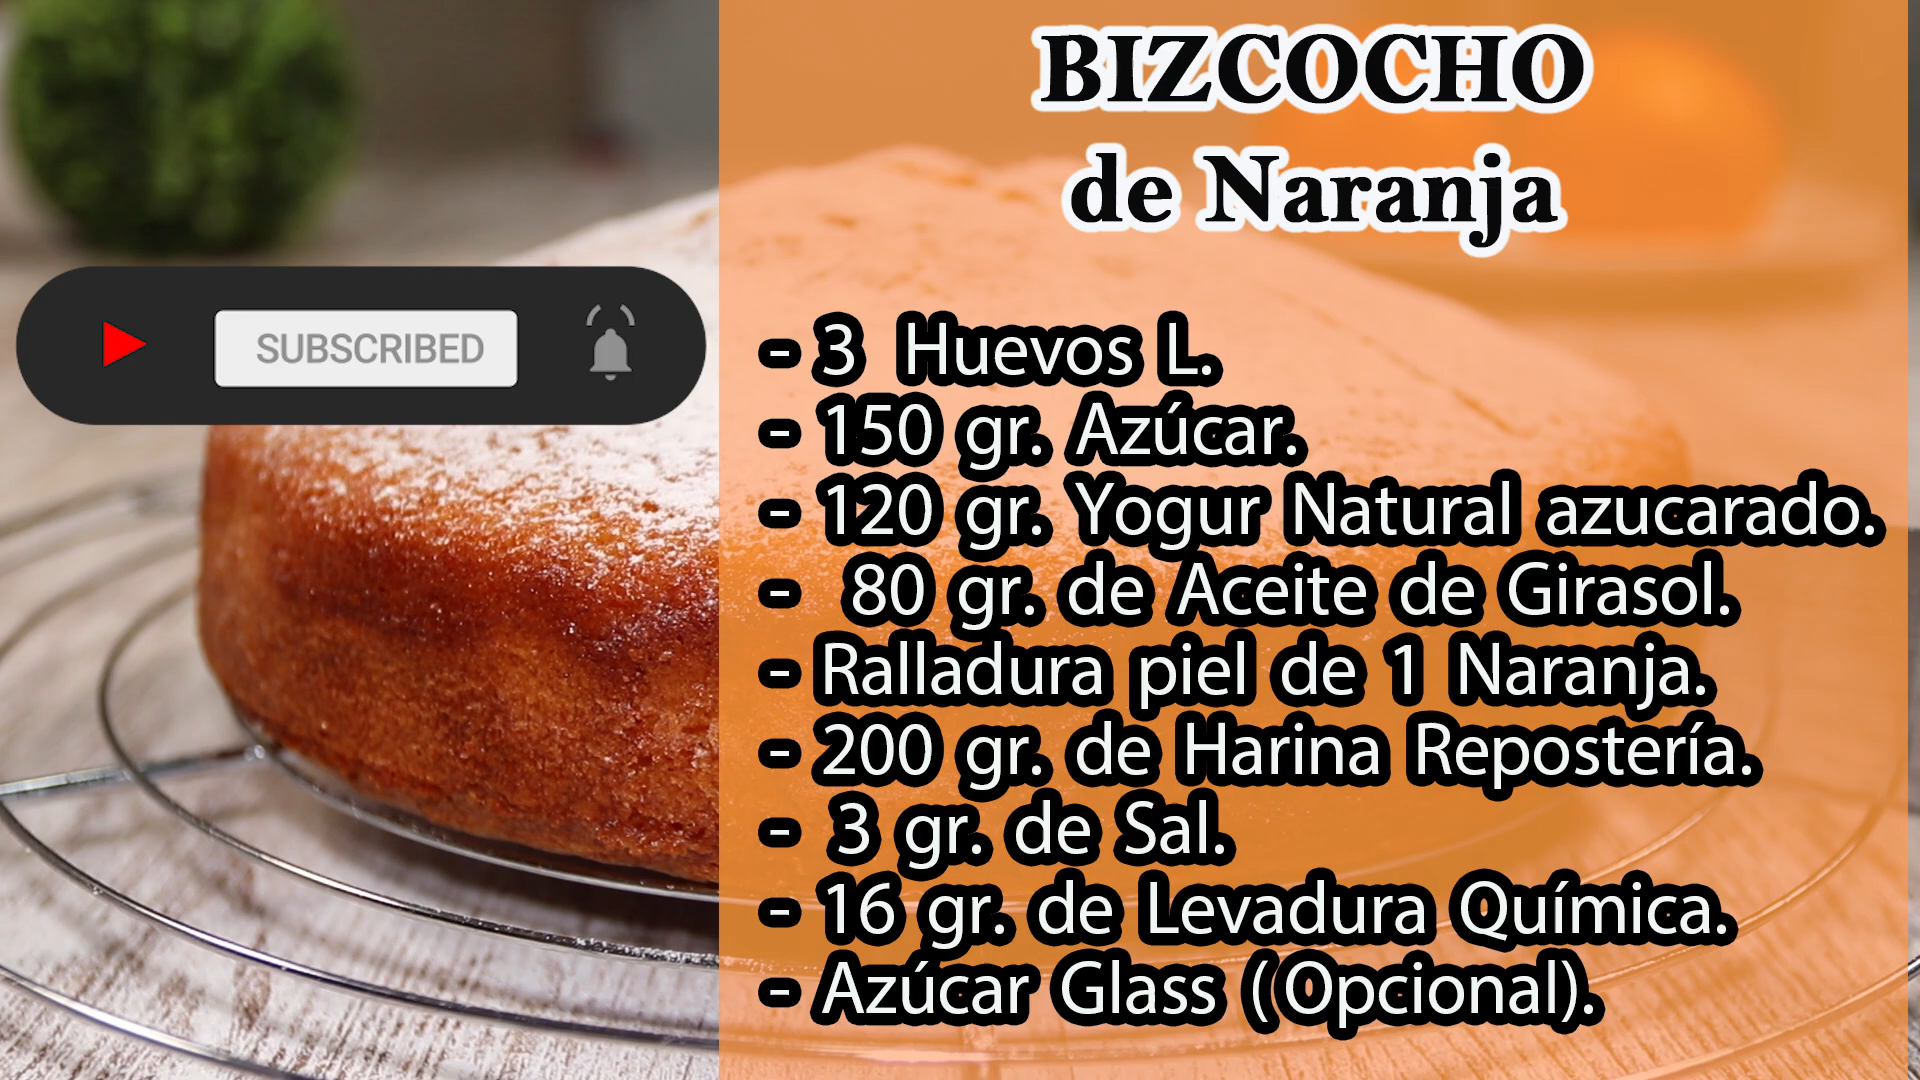 BIZCOCHO
de Naranja
SUBSCRIBED
- 3 Huevos L.
- 150 gr. Azúcar.
- 120 gr. Yogur Natural azucarado.
- 80 gr. de Aceite de Girasol.
- Ralladura piel de 1 Naranja.
- 200 gr. de Harina Repostería.
- 3 gr. de Sal.
- 16 gr. de Levadura Química.
- Azúcar Glass (Opcional).